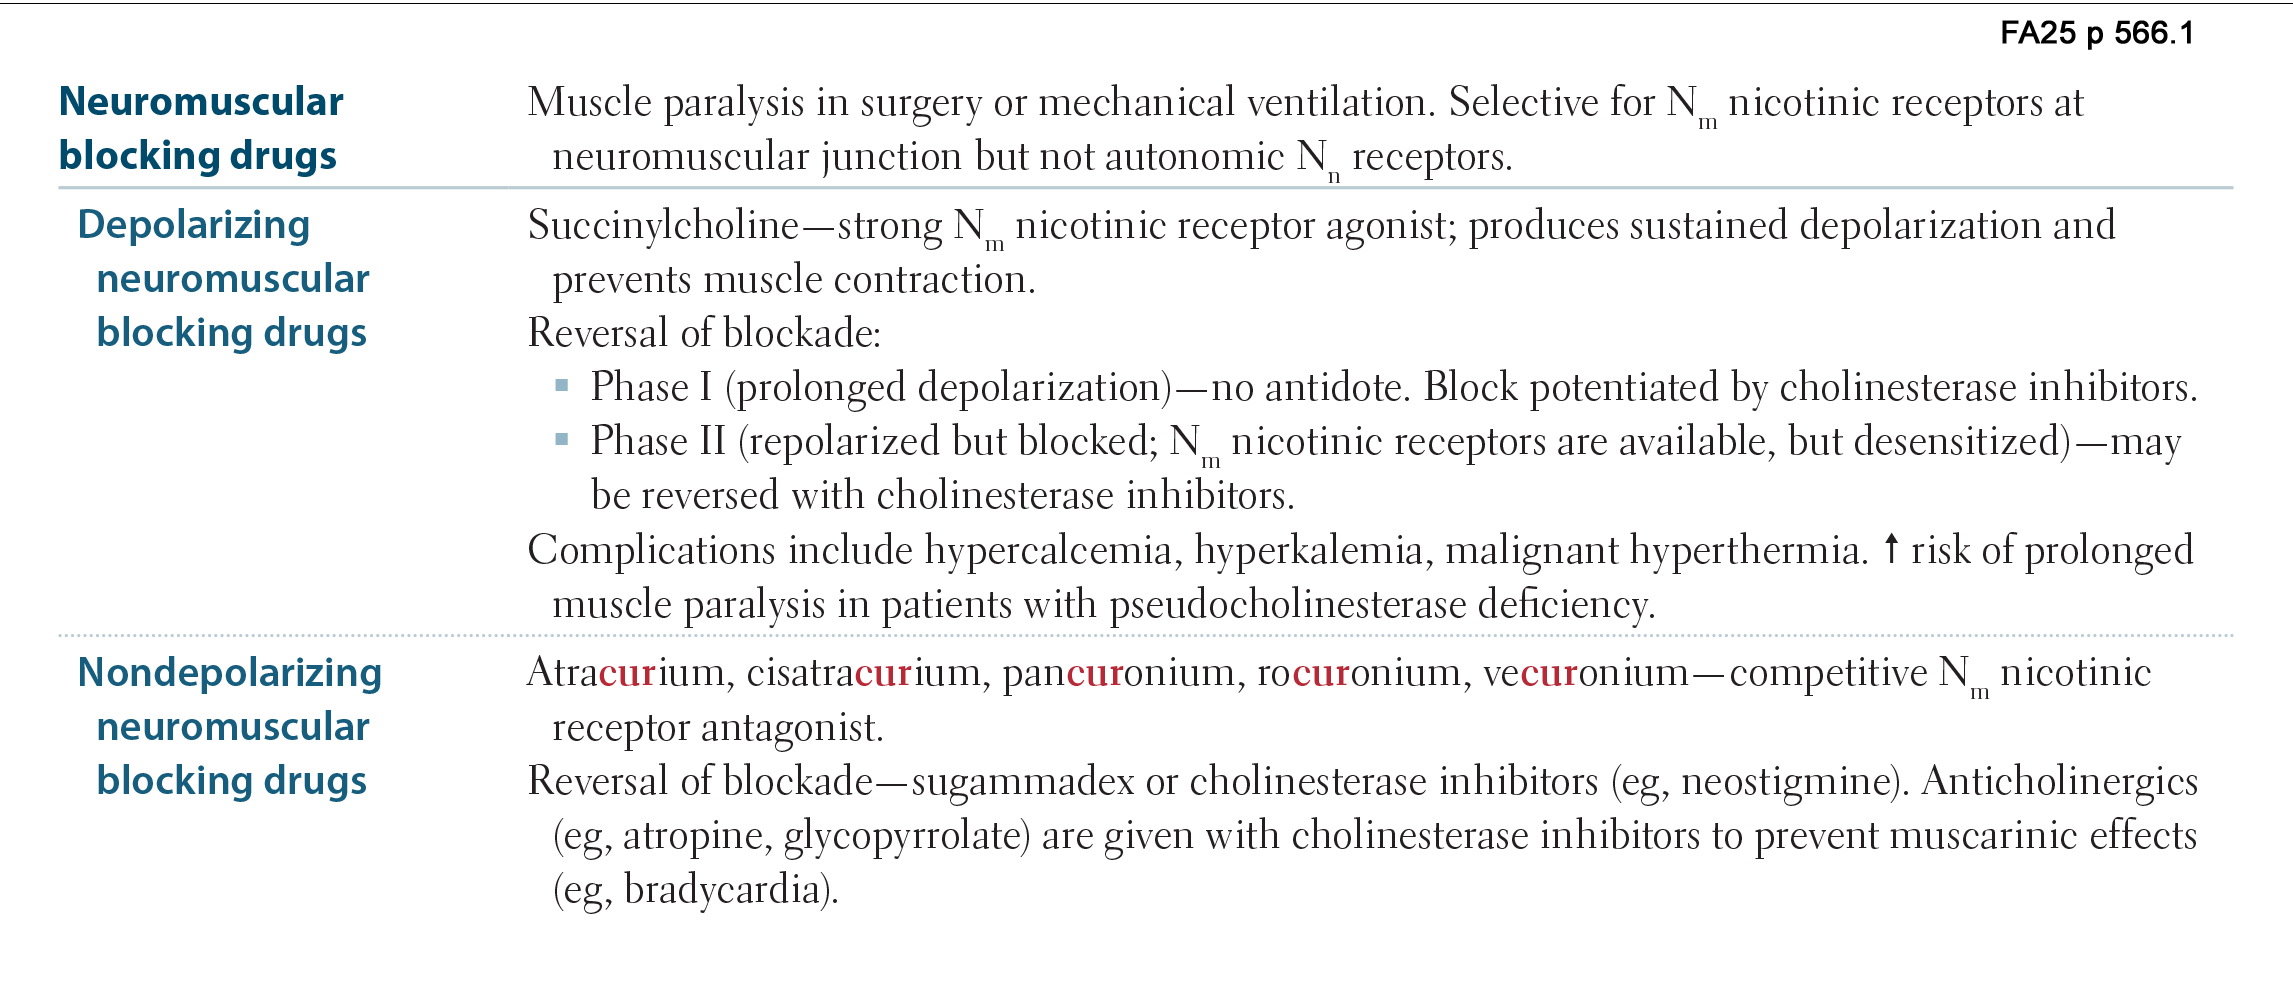 FA25 p 566.1
Neuromuscular
blocking drugs
Muscle paralysis in surgery or mechanical ventilation. Selective for Nm nicotinic receptors at
neuromuscular junction but not autonomic Nn receptors.
Depolarizing
neuromuscular
blocking drugs
Succinylcholine—strong Nm nicotinic receptor agonist; produces sustained depolarization and
prevents muscle contraction.
Reversal of blockade:
▪ Phase I (prolonged depolarization)—no antidote. Block potentiated by cholinesterase inhibitors.
▪ Phase II (repolarized but blocked; Nm nicotinic receptors are available, but desensitized)—may
be reversed with cholinesterase inhibitors.
Complications include hypercalcemia, hyperkalemia, malignant hyperthermia. ↑ risk of prolonged
muscle paralysis in patients with pseudocholinesterase deficiency.
Nondepolarizing
neuromuscular
blocking drugs
Atracurium, cisatracurium, pancuronium, rocuronium, vecuronium—competitive Nm nicotinic
receptor antagonist.
Reversal of blockade—sugammadex or cholinesterase inhibitors (eg, neostigmine). Anticholinergics
(eg, atropine, glycopyrrolate) are given with cholinesterase inhibitors to prevent muscarinic effects
(eg, bradycardia).